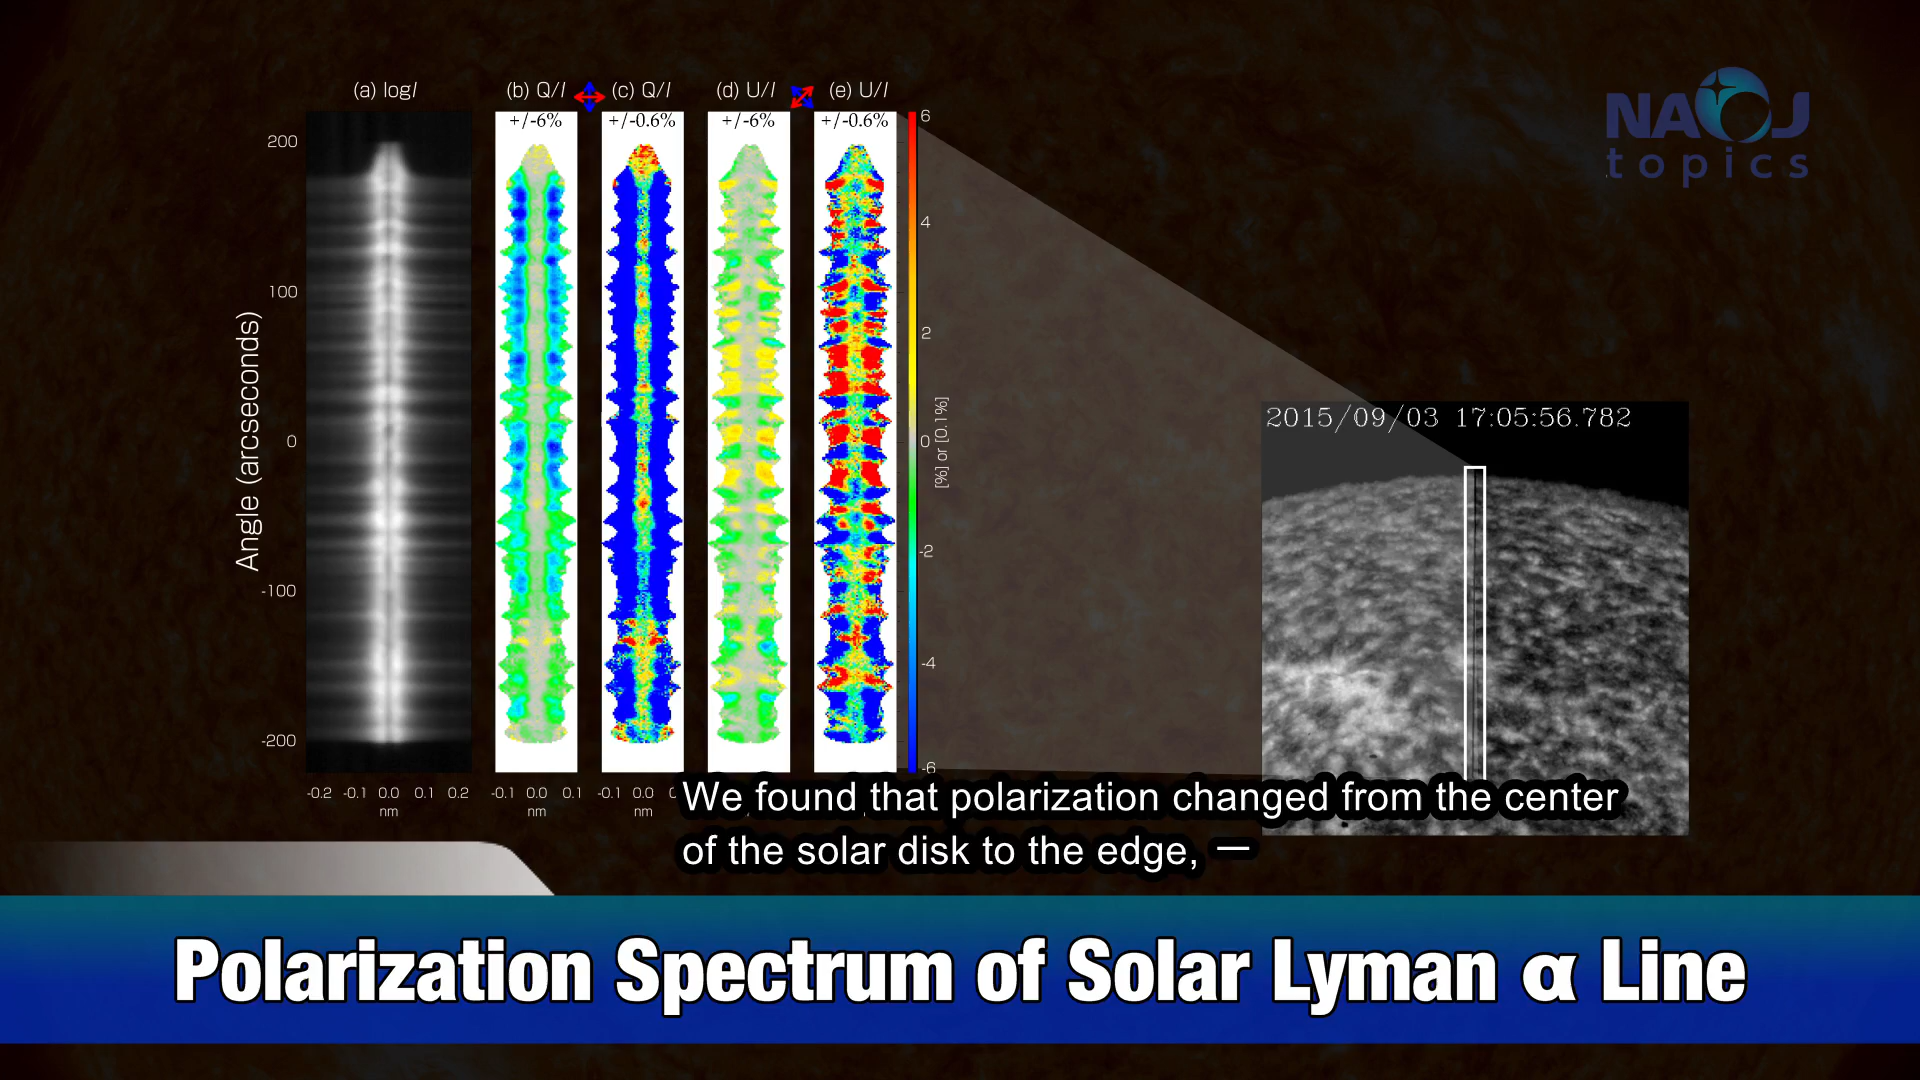 (a) logI
(b) Q/I
(c) Q/I
(d) U/I
(e) U/I
+/-6%
+/-0.6%
+/-6%
+/-0.6%
NAOJ
topics
Angle (arcseconds)
200
100
0
-100
-200
6
4
2
0
-2
-4
-6
[%] or [0.1%]
2015/09/03 17:05:56.782
-0.2 -0.1 0.0 0.1 0.2
nm
-0.1 0.0 0.1
nm
-0.1 0.0
nm
We found that polarization changed from the center
of the solar disk to the edge, —
Polarization Spectrum of Solar Lyman α Line